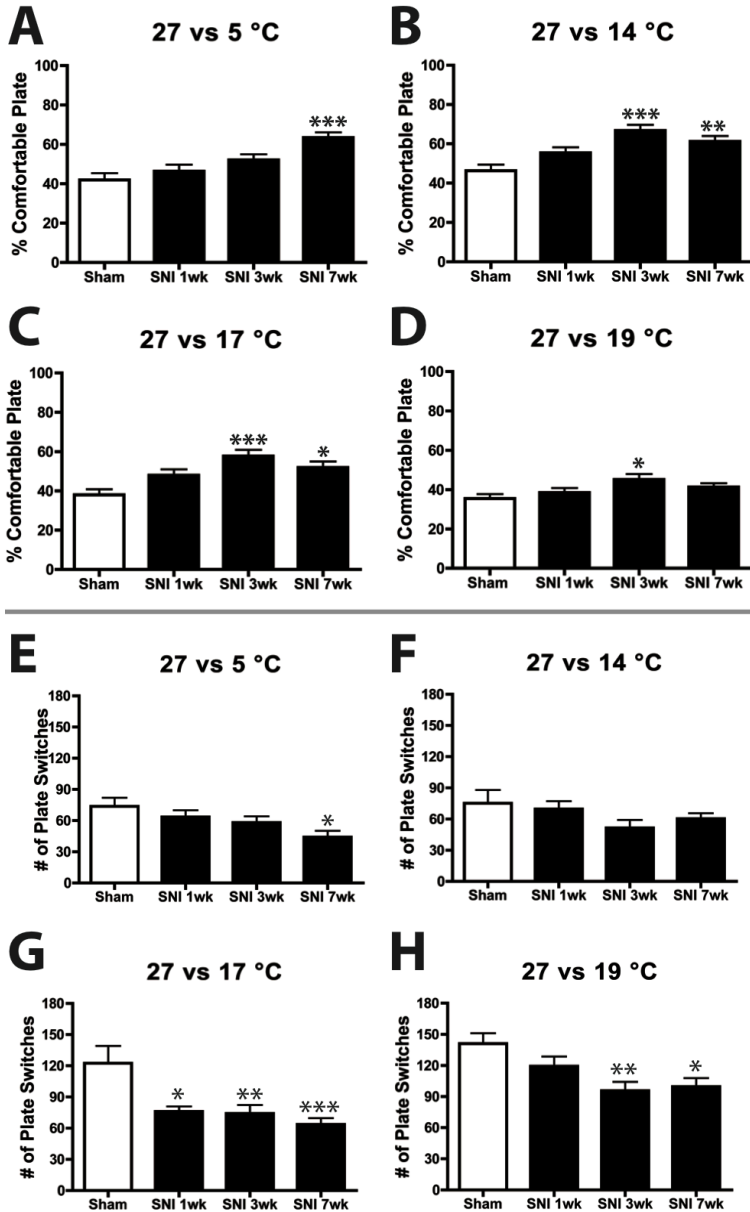 A
27 vs 5 °C
% Comfortable Plate
100
80
60
40
20
0
***
Sham SNI 1wk SNI 3wk SNI 7wk
B
27 vs 14 °C
% Comfortable Plate
100
80
60
40
20
0
*** **
Sham SNI 1wk SNI 3wk SNI 7wk
C
27 vs 17 °C
% Comfortable Plate
100
80
60
40
20
0
*** *
Sham SNI 1wk SNI 3wk SNI 7wk
D
27 vs 19 °C
% Comfortable Plate
100
80
60
40
20
0
*
Sham SNI 1wk SNI 3wk SNI 7wk
E
27 vs 5 °C
# of Plate Switches
180
150
120
90
60
30
0
*
Sham SNI 1wk SNI 3wk SNI 7wk
F
27 vs 14 °C
# of Plate Switches
180
150
120
90
60
30
0
Sham SNI 1wk SNI 3wk SNI 7wk
G
27 vs 17 °C
# of Plate Switches
180
150
120
90
60
30
0
* ** ***
Sham SNI 1wk SNI 3wk SNI 7wk
H
27 vs 19 °C
# of Plate Switches
180
150
120
90
60
30
0
** *
Sham SNI 1wk SNI 3wk SNI 7wk